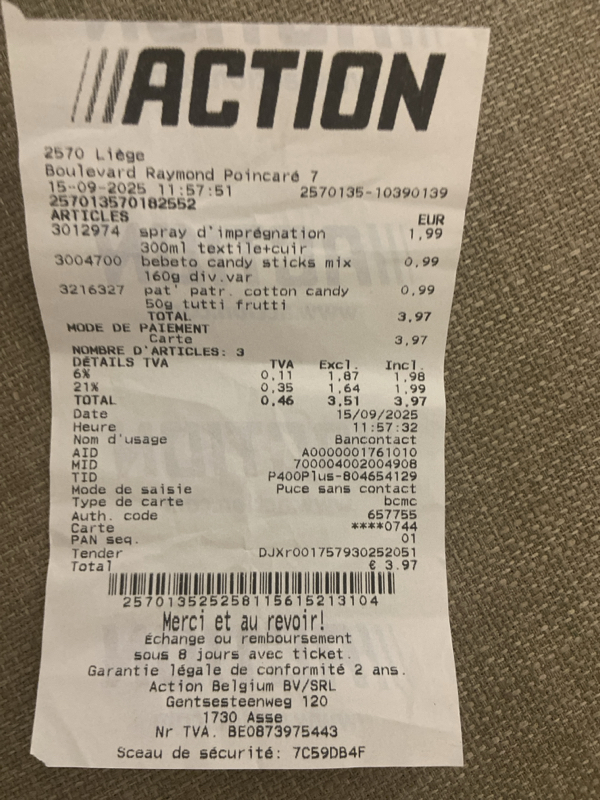 ACTION
2570 Liège
Boulevard Raymond Poincaré 7
15-09-2025 11:57:51 2570135-10390139
257013570182552
ARTICLES EUR
3012974 spray d'imprégnation 1,99
300ml textile+cuir
3004700 bebeto candy sticks mix 0,99
160g div.var
3216327 pat' patr. cotton candy 0,99
50g tutti frutti
TOTAL 3,97
MODE DE PAIEMENT
Carte 3,97
NOMBRE D'ARTICLES: 3
DÉTAILS TVA TVA Excl. Incl.
6% 0,11 1,87 1,98
21% 0,35 1,64 1,99
TOTAL 0,46 3,51 3,97
Date 15/09/2025
Heure 11:57:32
Nom d'usage Bancontact
AID A0000001761010
MID 700004002004908
TID P400Plus-804654129
Mode de saisie Puce sans contact
Type de carte bcmc
Auth. code 657755
Carte ****0744
PAN seq. 01
Tender DJXr001757930252051
Total € 3.97
257013525258115615213104
Merci et au revoir!
Échange ou remboursement
sous 8 jours avec ticket.
Garantie légale de conformité 2 ans.
Action Belgium BV/SRL
Gentsesteenweg 120
1730 Asse
Nr TVA. BE0873975443
Sceau de sécurité: 7C59DB4F